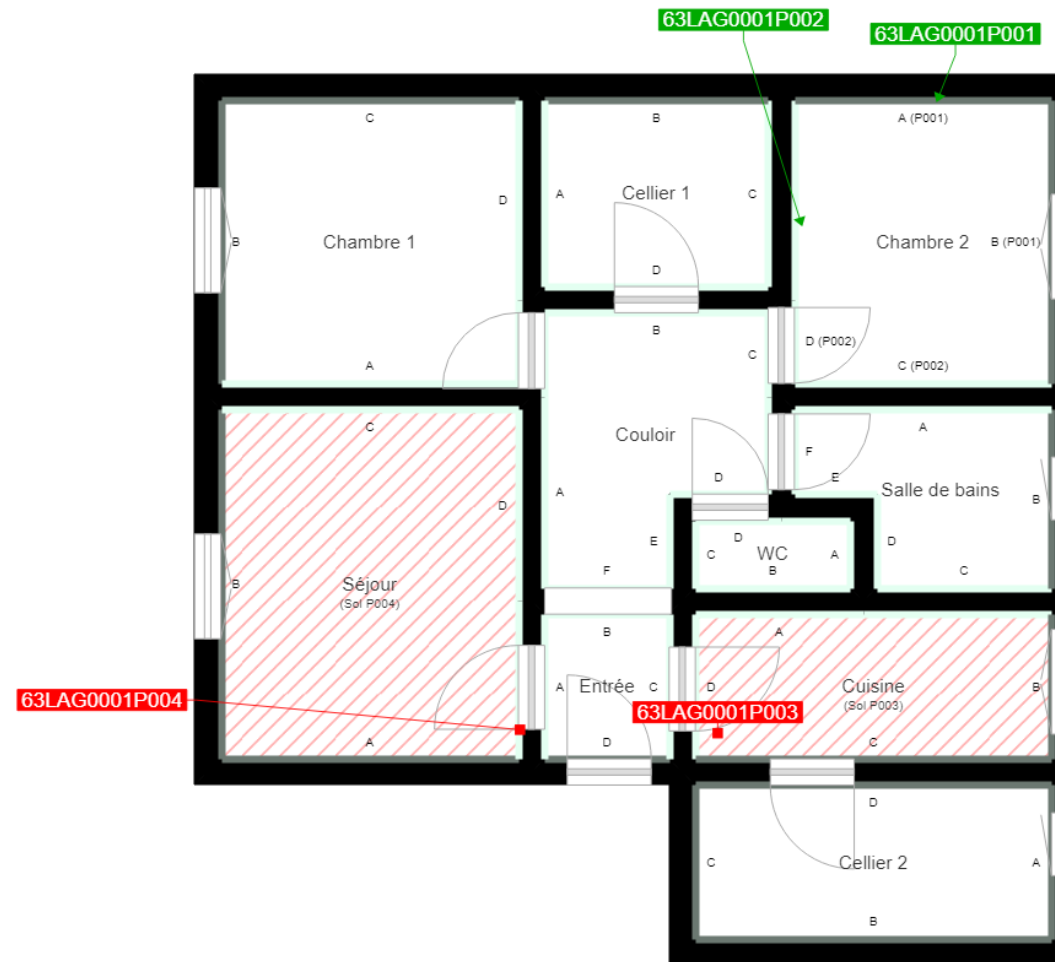 63LAG0001P002
63LAG0001P001
C
B
A (P001)
D
A
Cellier 1
C
B
Chambre 1
Chambre 2
B (P001)
D
B
C
D (P002)
A
C (P002)
C
Couloir
A
F
D
E
D
A
Salle de bains
B
D
C
WC
A
E
D
B
F
C
B
Séjour
(Sol P004)
B
A
A
Entrée
C
D
Cuisine
(Sol P003)
B
63LAG0001P004
63LAG0001P003
A
D
C
D
C
Cellier 2
A
B